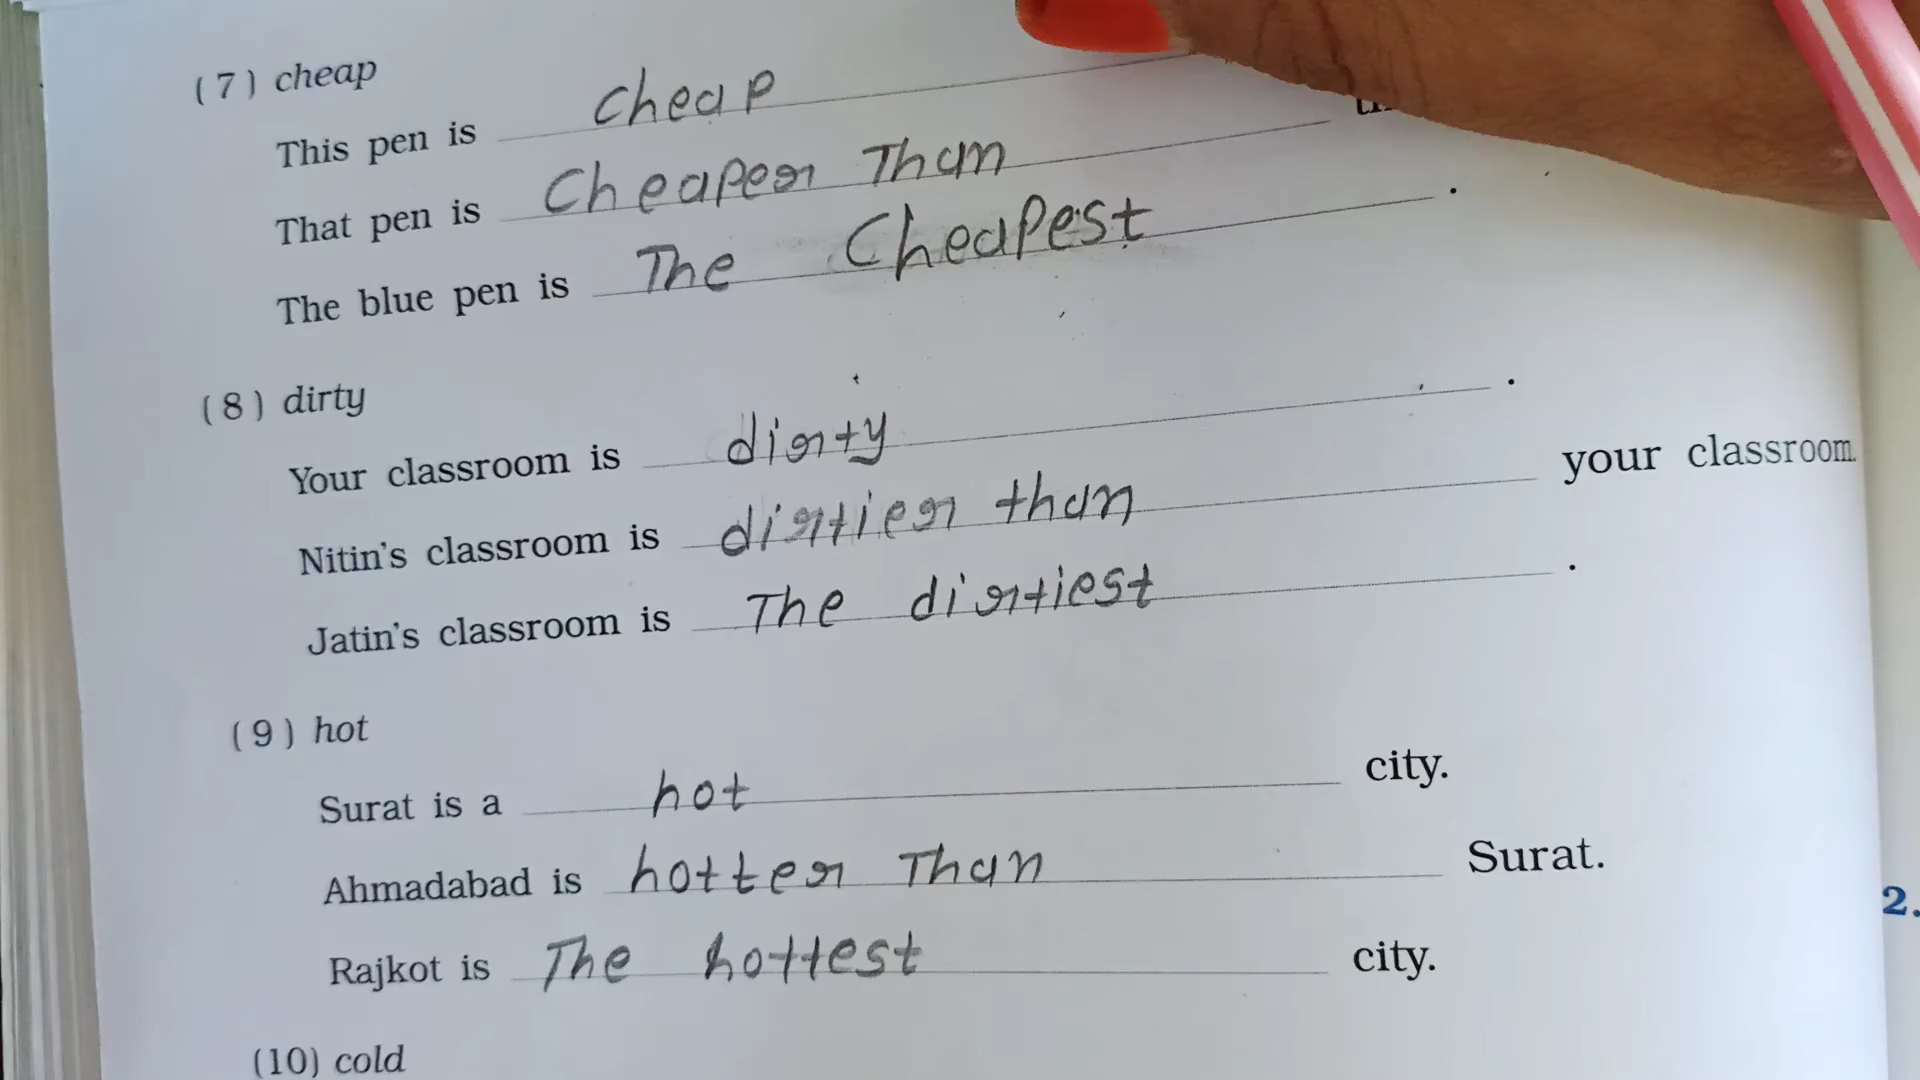 (7) cheap
This pen is cheap
That pen is Cheaper Than
The blue pen is The Cheapest .
(8) dirty
Your classroom is dirty .
Nitin's classroom is dirtier than your classroom.
Jatin's classroom is The dirtiest .
(9) hot
Surat is a hot city.
Ahmadabad is hotter Than Surat.
Rajkot is The hottest city.
2.
(10) cold